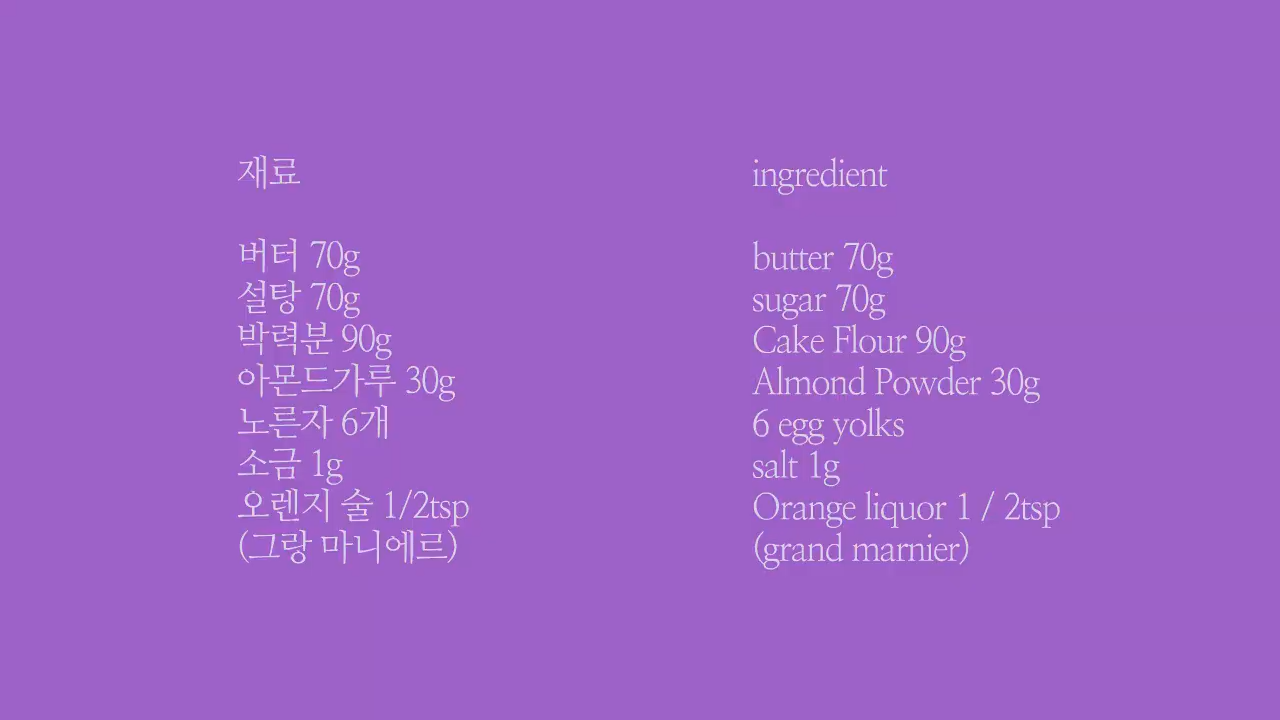 재료
버터 70g
설탕 70g
박력분 90g
아몬드가루 30g
노른자 6개
소금 1g
오렌지 술 1/2tsp
(그랑 마니에르)
ingredient
butter 70g
sugar 70g
Cake Flour 90g
Almond Powder 30g
6 egg yolks
salt 1g
Orange liquor 1 / 2tsp
(grand marnier)